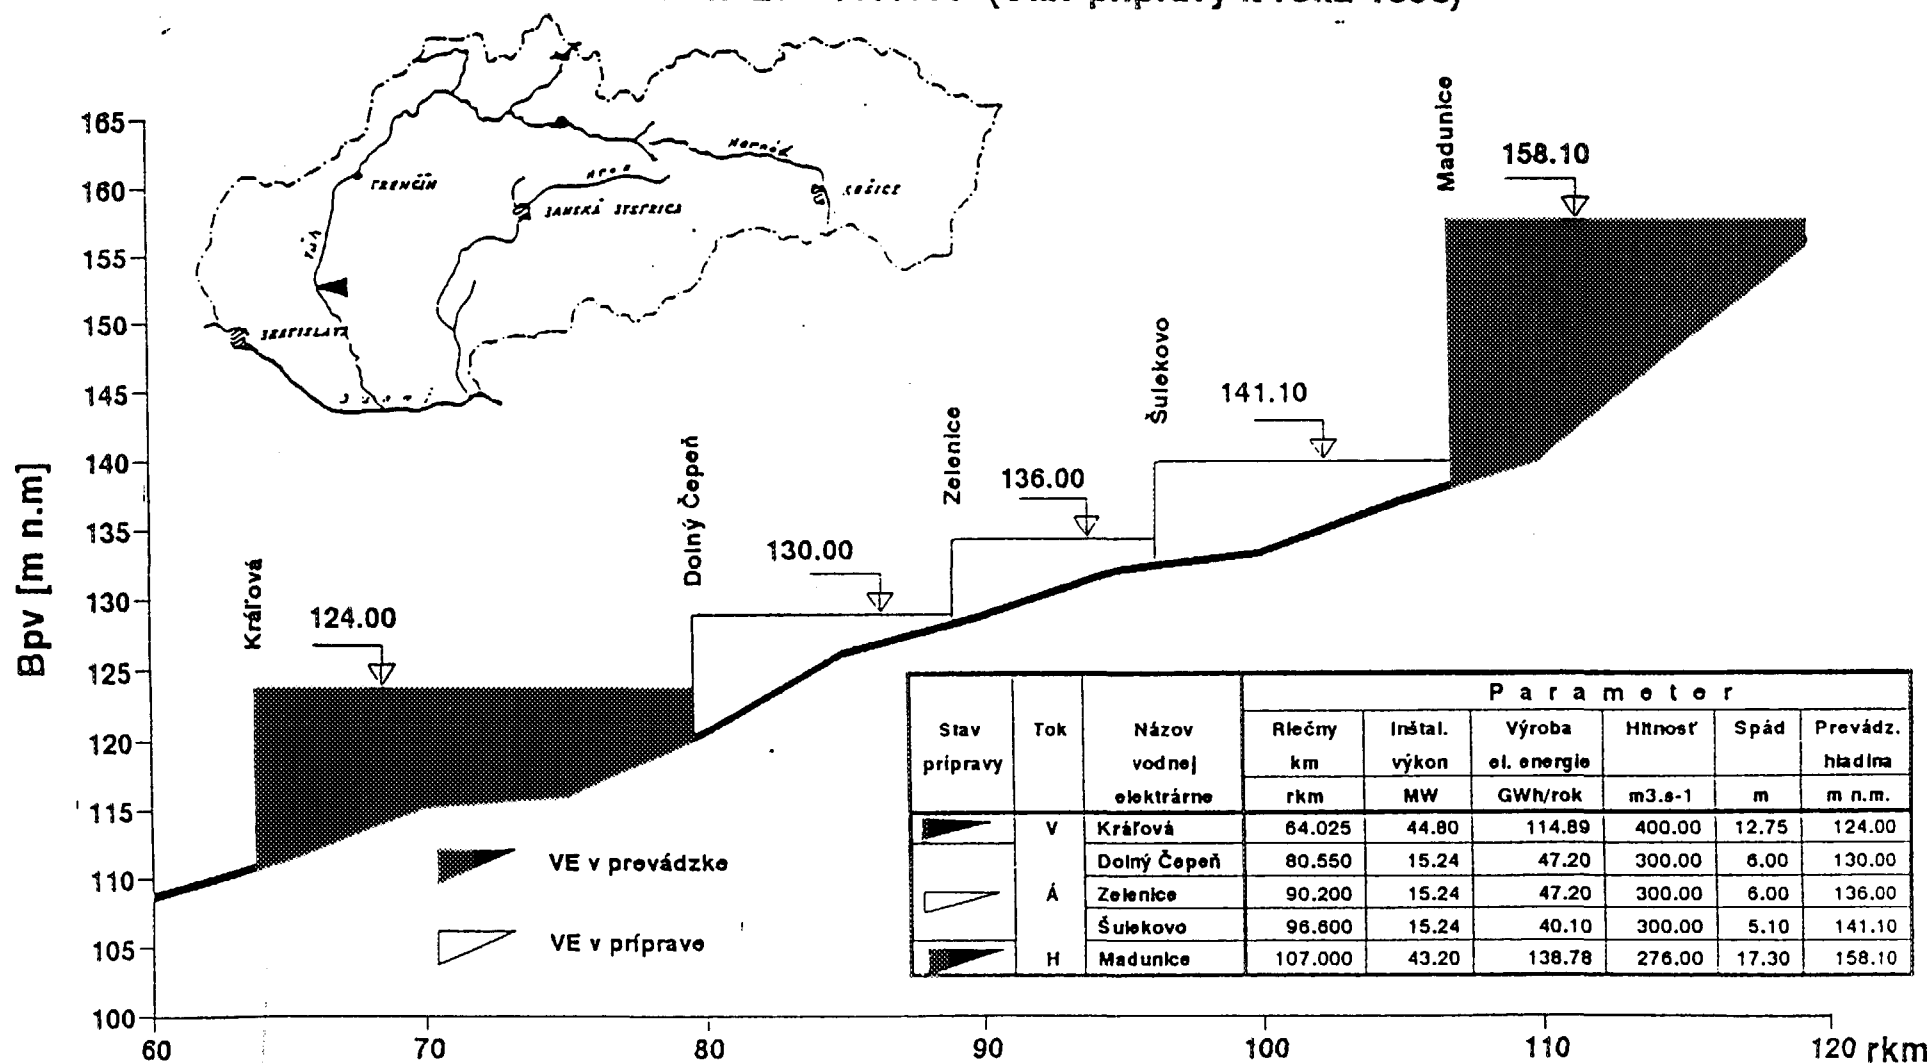 (Stav prípravy k roku
Madunice
158.10
165
160
155
150
145
140
135
130
125
120
115
110
105
100
Bpv [m n.m]
TRENČÍN
Hornád
HRON
KOŠICE
VÁH
Šulekovo
141.10
Zelenice
136.00
Dolný Čepeň
130.00
Kráľová
124.00
VE v prevádzke
VE v príprave
Parameter
Stav prípravy Tok Názov vodnej elektrárne Riečny km Inštal. výkon Výroba el. energie Hltnosť Spád Prevádz. hladina
rkm MW GWh/rok m3.s-1 m m n.m.
V Kráľová 64.025 44.80 114.89 400.00 12.75 124.00
Dolný Čepeň 80.550 15.24 47.20 300.00 6.00 130.00
Á Zelenice 90.200 15.24 47.20 300.00 6.00 136.00
Šulekovo 96.600 15.24 40.10 300.00 5.10 141.10
H Madunice 107.000 43.20 138.78 276.00 17.30 158.10
60 70 80 90 100 110 120 rkm